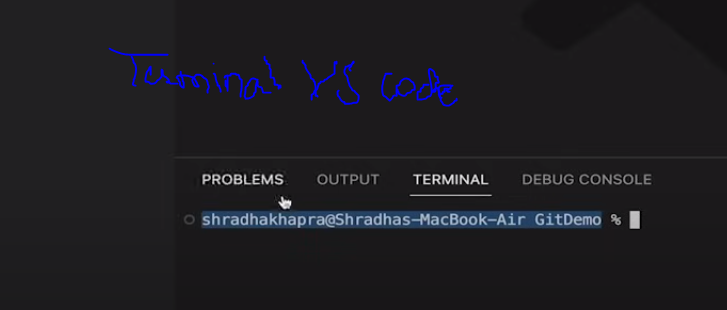 Terminal VS code
PROBLEMS OUTPUT TERMINAL DEBUG CONSOLE
shradhakhapra@Shradhas-MacBook-Air GitDemo %